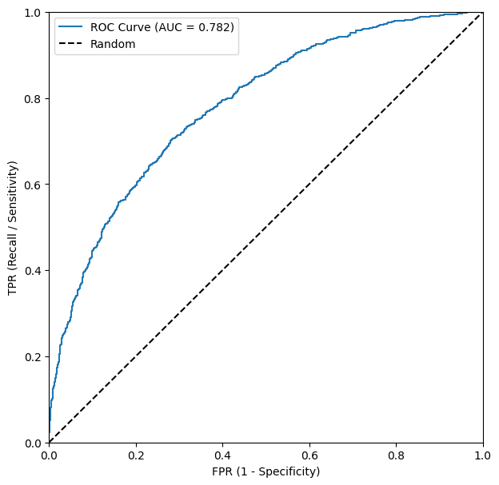 ROC Curve (AUC = 0.782)
Random
1.0
0.8
0.6
0.4
0.2
0.0
TPR (Recall / Sensitivity)
0.0 0.2 0.4 0.6 0.8 1.0
FPR (1 - Specificity)